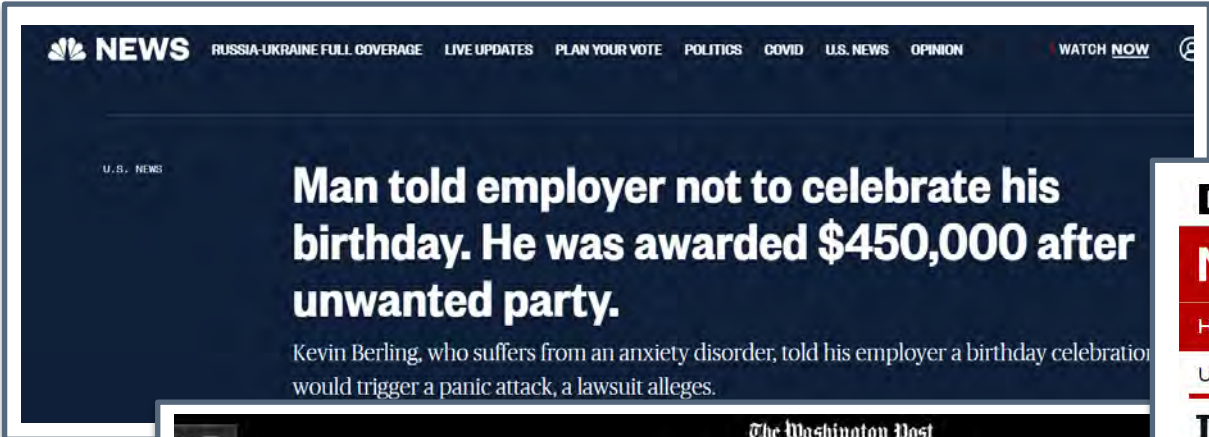 NEWS RUSSIA-UKRAINE FULL COVERAGE LIVE UPDATES PLAN YOUR VOTE POLITICS COVID U.S. NEWS OPINION WATCH NOW
U.S. NEWS
Man told employer not to celebrate his
birthday. He was awarded $450,000 after
unwanted party.
Kevin Berling, who suffers from an anxiety disorder, told his employer a birthday celebration
would trigger a panic attack, a lawsuit alleges.
The Washington Post